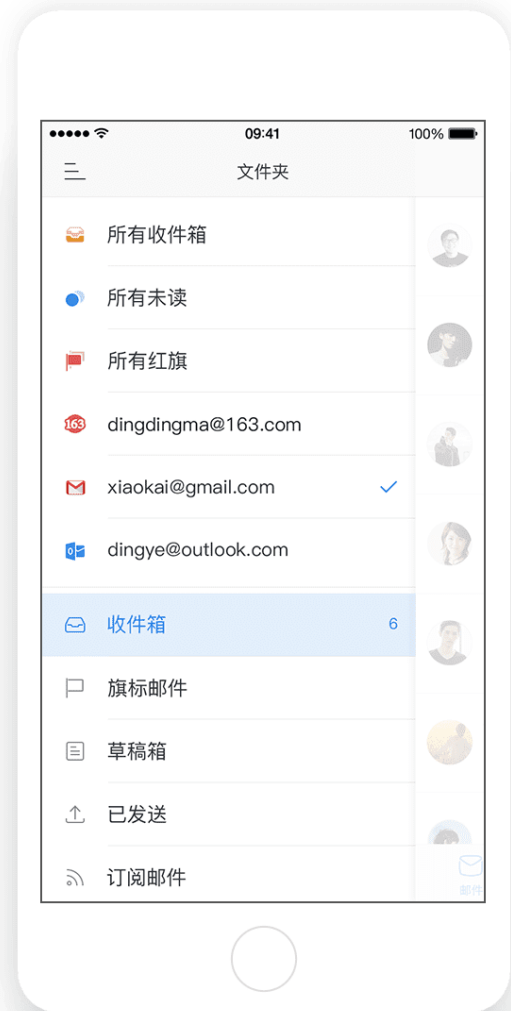 09:41
100%
文件夹
所有收件箱
所有未读
所有红旗
163
dingdingma@163.com
xiaokai@gmail.com
dingye@outlook.com
收件箱
6
旗标邮件
草稿箱
已发送
订阅邮件
邮件